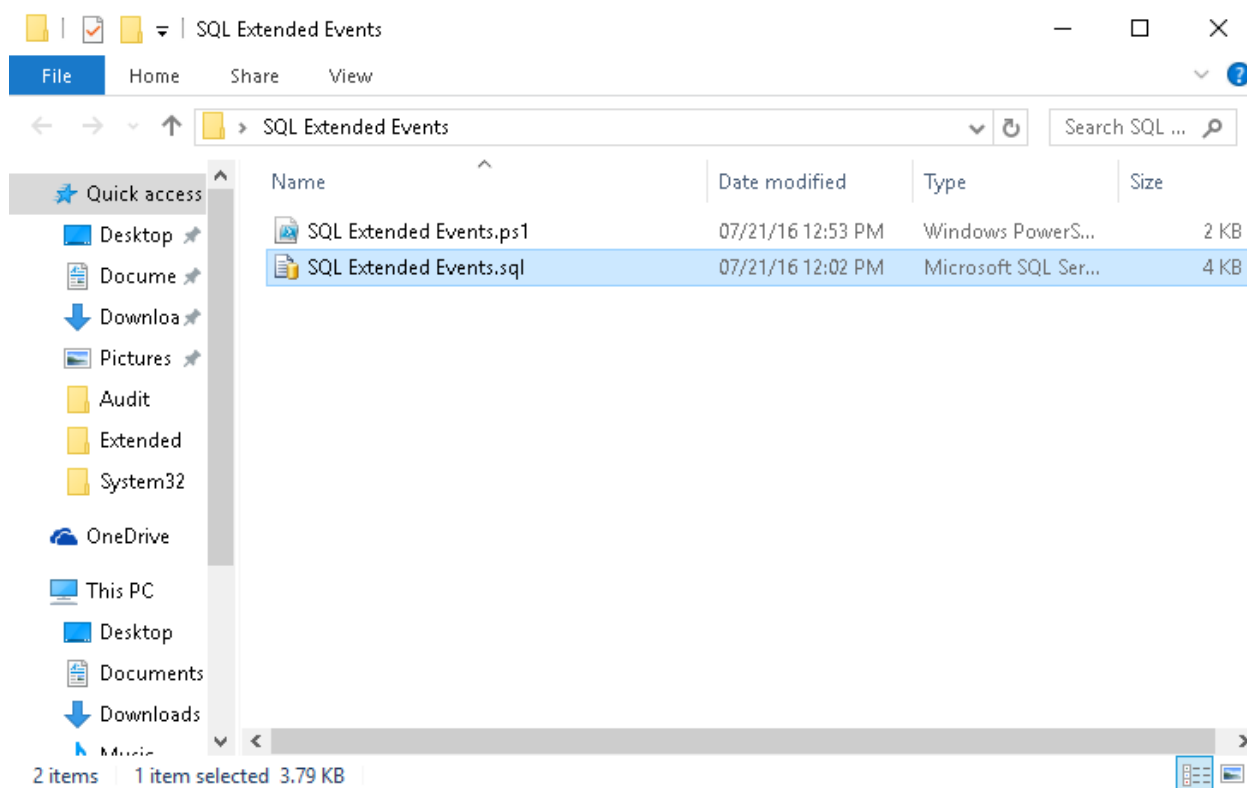 SQL Extended Events
File Home Share View
SQL Extended Events Search SQL ...
Name Date modified Type Size
SQL Extended Events.ps1 07/21/16 12:53 PM Windows PowerS... 2 KB
SQL Extended Events.sql 07/21/16 12:02 PM Microsoft SQL Ser... 4 KB
Quick access
Desktop
Docume
Downloa
Pictures
Audit
Extended
System32
OneDrive
This PC
Desktop
Documents
Downloads
Music
2 items 1 item selected 3.79 KB